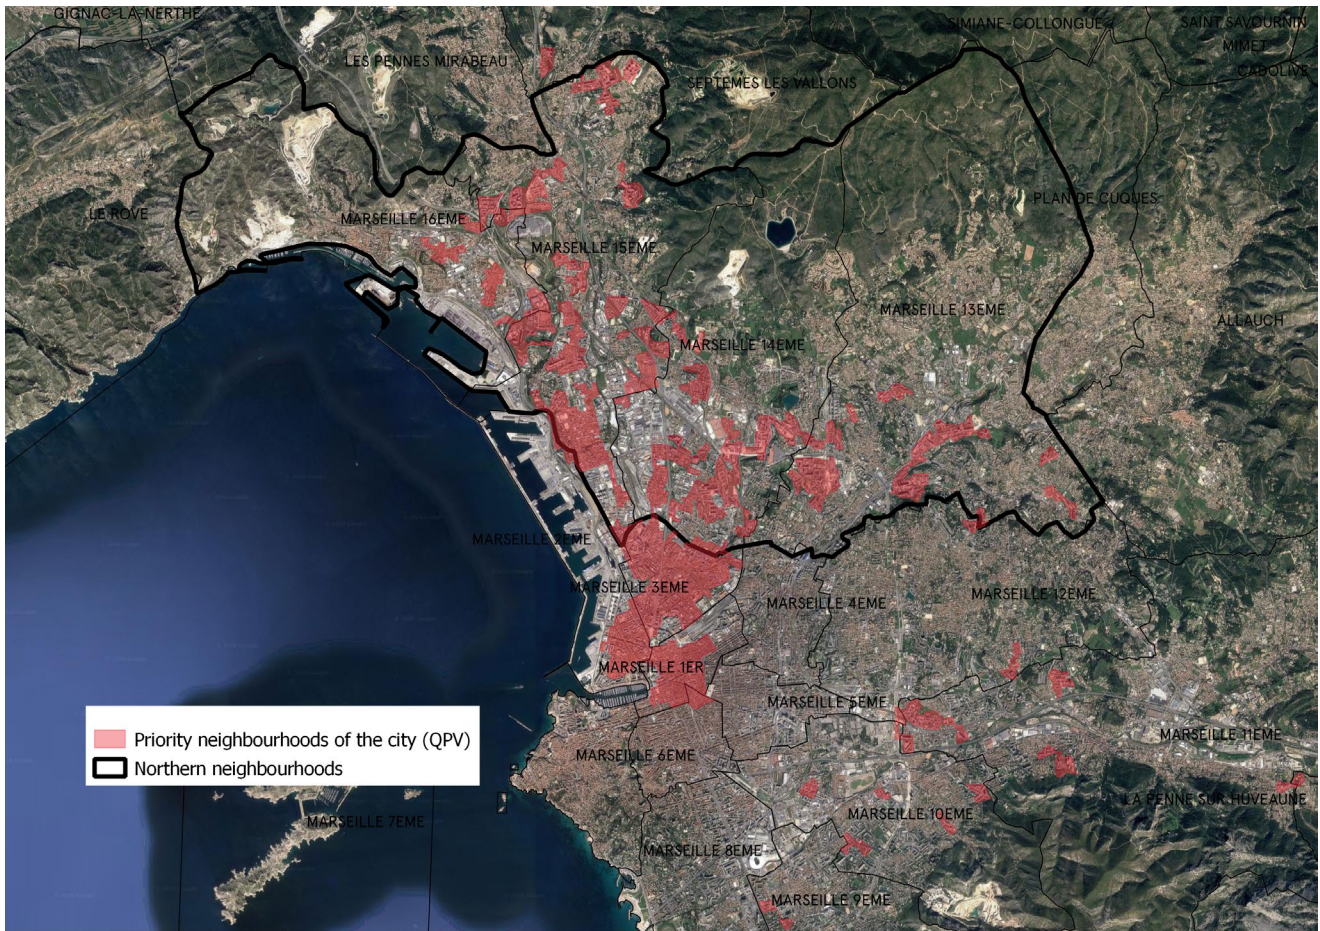 GIGNAC-LA-NERTHE
SIMIANE-COLLONGUE
SAINT SAVOURNIN
MIMET
LES PENNES MIRABEAU
CADOLIVE
SEPTEMES LES VALLONS
PLAN DE CUQUES
LE ROVE
MARSEILLE 16EME
MARSEILLE 15EME
MARSEILLE 13EME
ALLAUCH
MARSEILLE 14EME
MARSEILLE 2EME
MARSEILLE 3EME
MARSEILLE 12EME
MARSEILLE 4EME
MARSEILLE 1ER
MARSEILLE 5EME
MARSEILLE 11EME
Priority neighbourhoods of the city (QPV)
Northern neighbourhoods
MARSEILLE 6EME
LA PENNE SUR HUVEAUNE
MARSEILLE 10EME
MARSEILLE 7EME
MARSEILLE 8EME
MARSEILLE 9EME